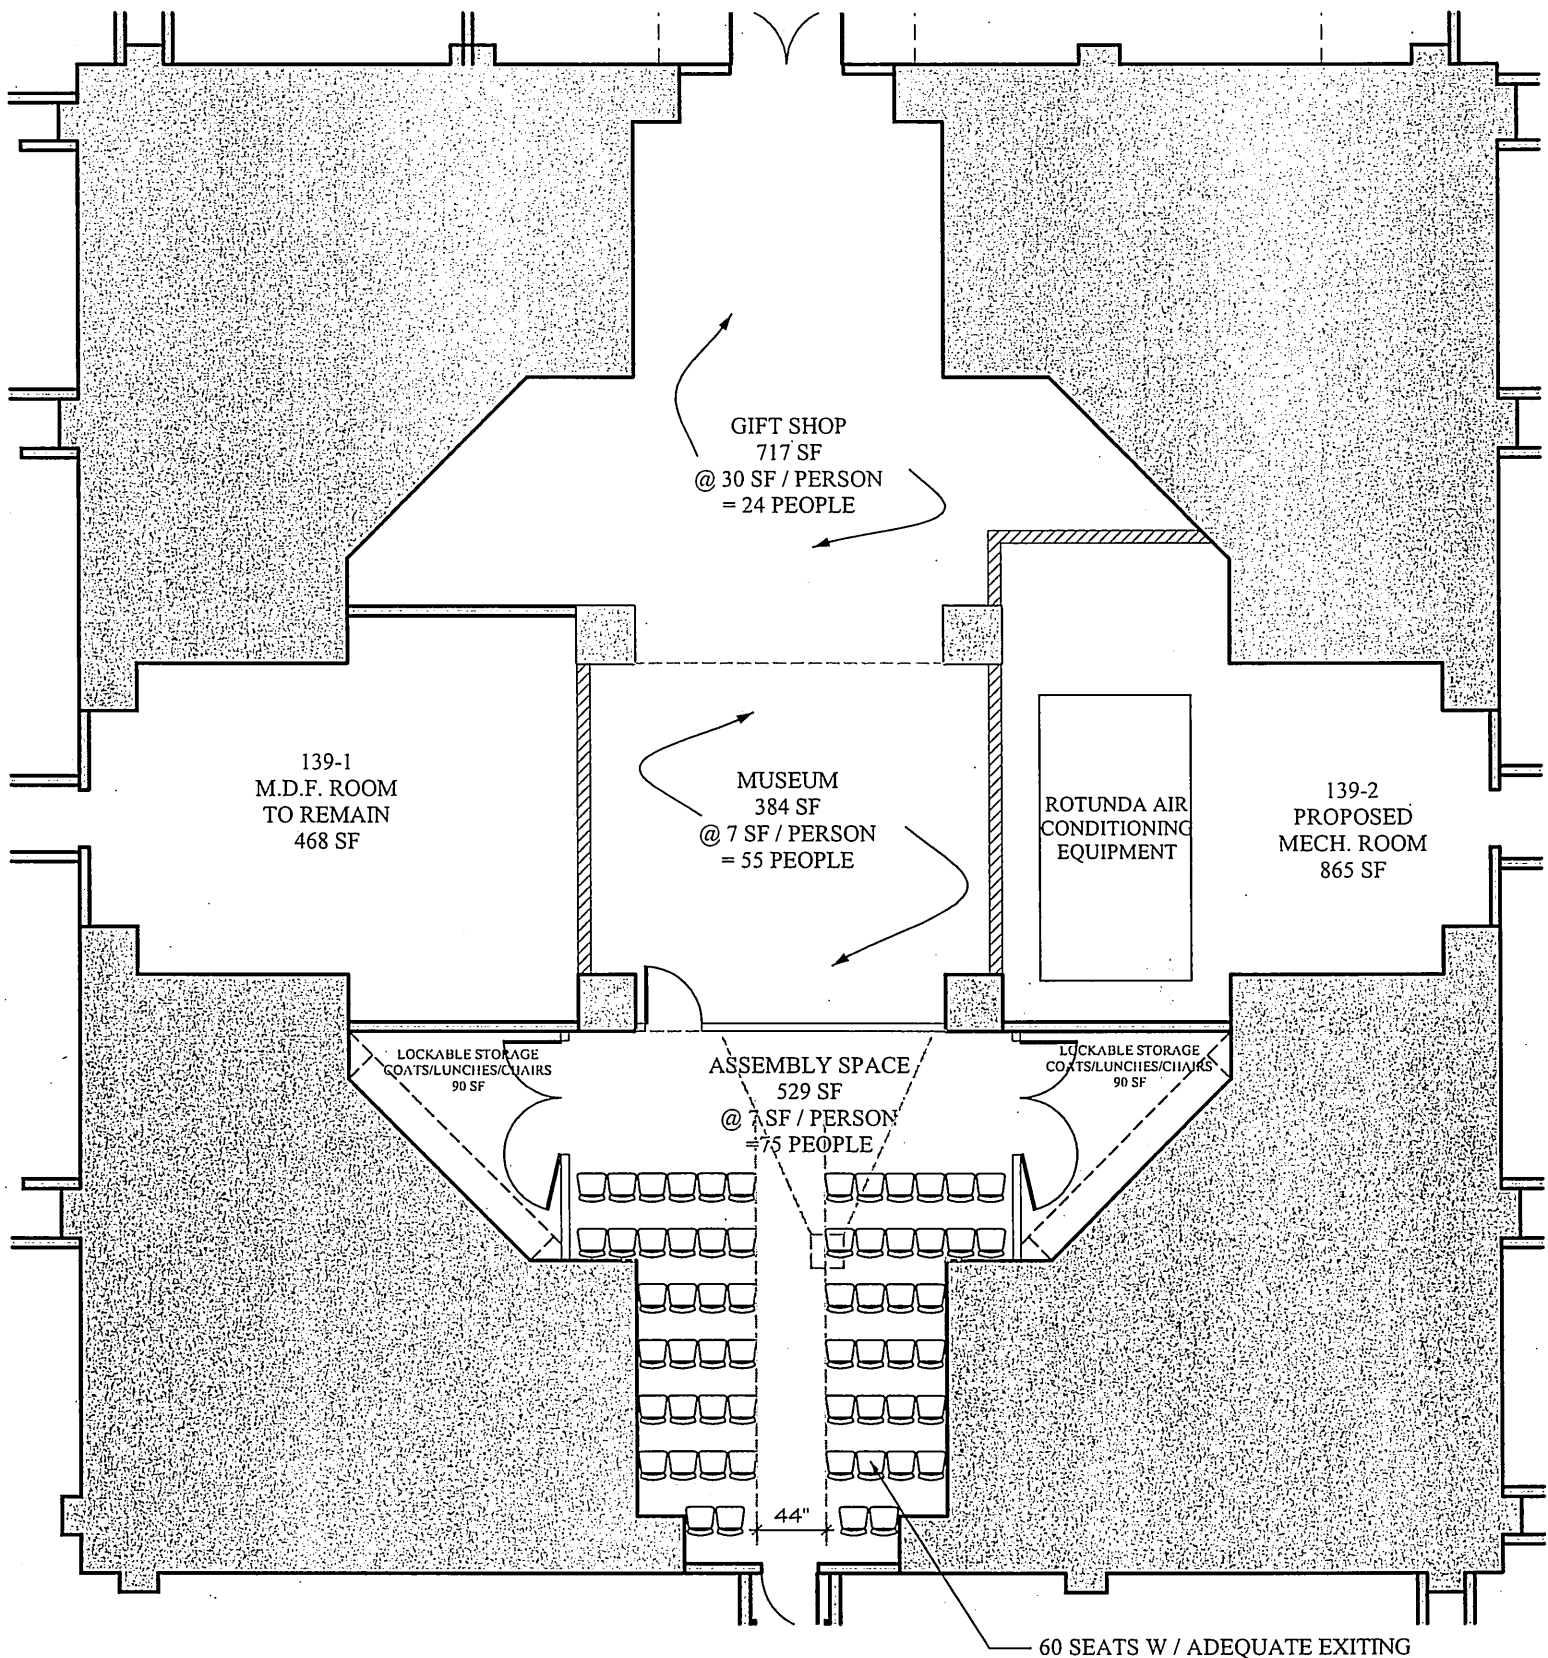 GIFT SHOP
717 SF
@ 30 SF / PERSON
= 24 PEOPLE
139-1
M.D.F. ROOM
TO REMAIN
468 SF
MUSEUM
384 SF
@ 7 SF / PERSON
= 55 PEOPLE
ROTUNDA AIR
CONDITIONING
EQUIPMENT
139-2
PROPOSED
MECH. ROOM
865 SF
LOCKABLE STORAGE
COATS/LUNCHES/CHAIRS
90 SF
ASSEMBLY SPACE
529 SF
@ 7 SF / PERSON
=75 PEOPLE
LOCKABLE STORAGE
COATS/LUNCHES/CHAIRS
90 SF
44"
60 SEATS W / ADEQUATE EXITING